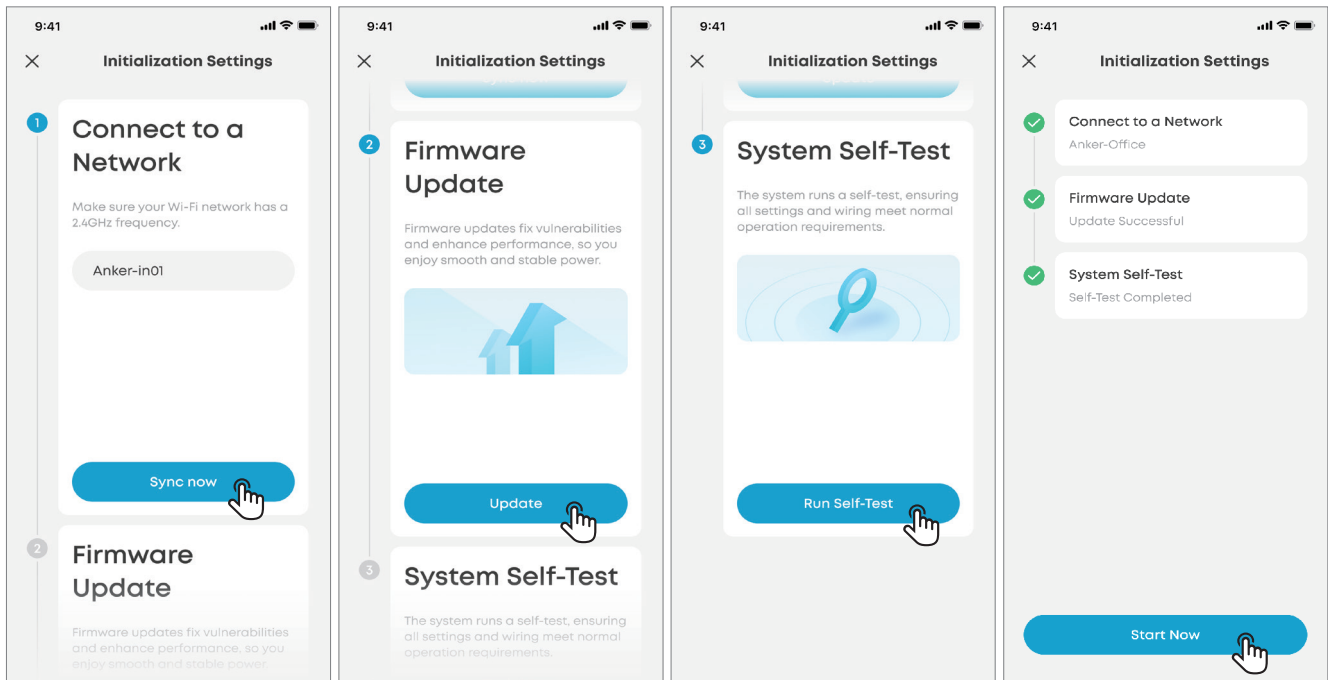 9:41
Initialization Settings
1
Connect to a
Network
Make sure your Wi-Fi network has a
2.4GHz frequency.
Anker-in01
Sync now
2
Firmware
Update
Firmware updates fix vulnerabilities
and enhance performance, so you
enjoy smooth and stable power.
9:41
Initialization Settings
2
Firmware
Update
Firmware updates fix vulnerabilities
and enhance performance, so you
enjoy smooth and stable power.
Update
3
System Self-Test
The system runs a self-test, ensuring
all settings and wiring meet normal
operation requirements.
9:41
Initialization Settings
3
System Self-Test
The system runs a self-test, ensuring
all settings and wiring meet normal
operation requirements.
Run Self-Test
9:41
Initialization Settings
Connect to a Network
Anker-Office
Firmware Update
Update Successful
System Self-Test
Self-Test Completed
Start Now